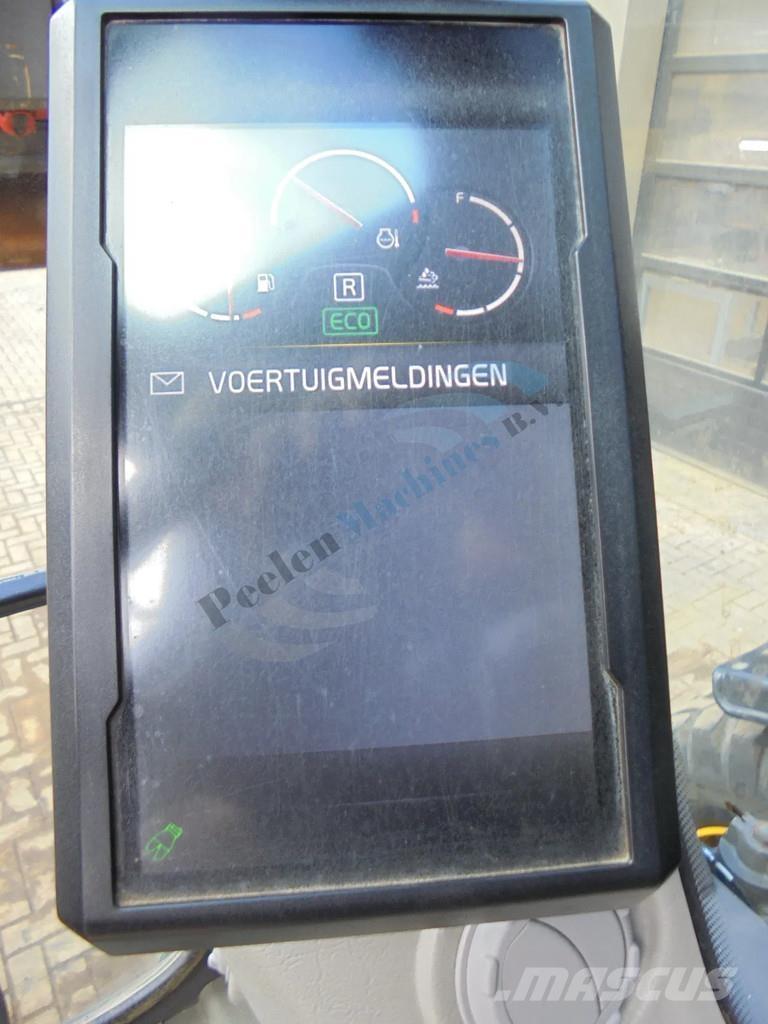 F
R
ECO
VOERTUIGMELDINGEN
Peelen Machines B.V.
MASCUS